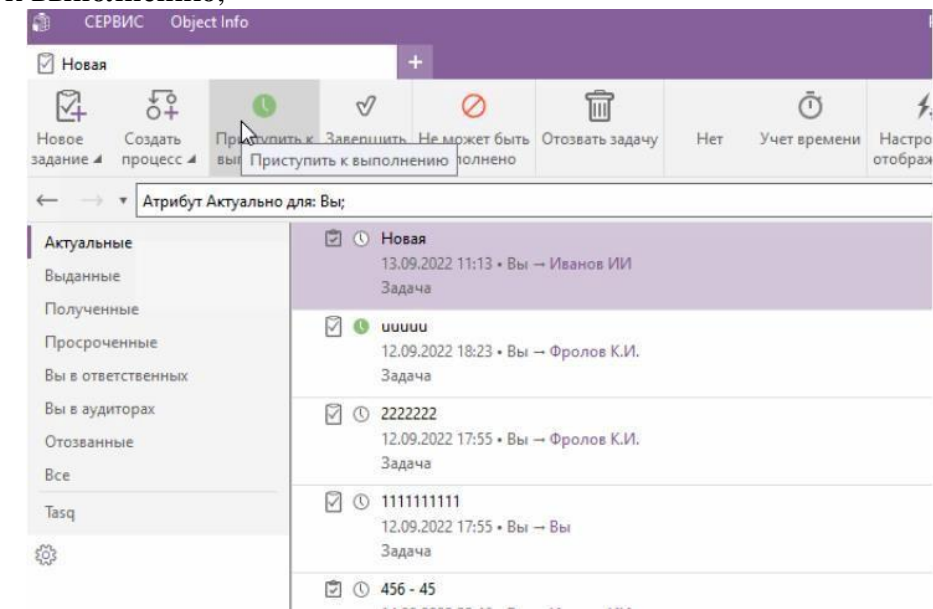 к выполнению;
СЕРВИС Object Info
Новая
+
Новое задание
Создать процесс
Приступить к
Завершить
Не может быть
Отозвать задачу
Нет
Учет времени
Приступить к выполнению
Атрибут Актуально для: Вы;
Актуальные
Выданные
Полученные
Просроченные
Вы в ответственных
Вы в аудиторах
Отозванные
Все
Tasq
Новая
13.09.2022 11:13 • Вы → Иванов ИИ
Задача
uuuuu
12.09.2022 18:23 • Вы → Фролов К.И.
Задача
2222222
12.09.2022 17:55 • Вы → Фролов К.И.
Задача
1111111111
12.09.2022 17:55 • Вы → Вы
Задача
456 - 45